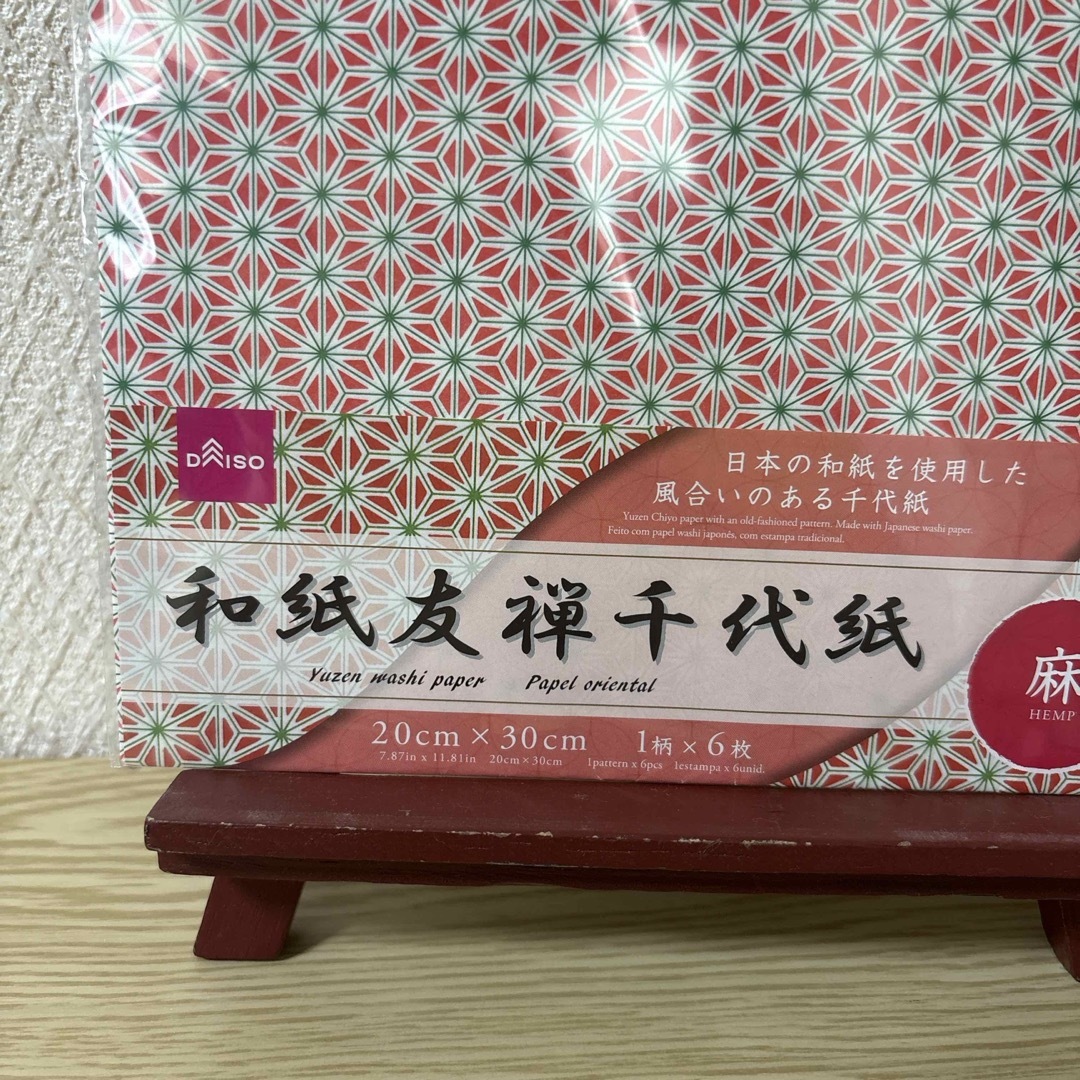 DAISO
日本の和紙を使用した
風合いのある千代紙
Yuzen Chiyo paper with an old-fashioned pattern. Made with Japanese washi paper.
Feito com papel washi japonês, com estampa tradicional.
和紙友禅千代紙
Yuzen washi paper Papel oriental
麻
HEMP
20cm×30cm 1柄×6枚
7.87in x 11.81in 20cm×30cm 1pattern x 6pcs 1estampa x 6unid.